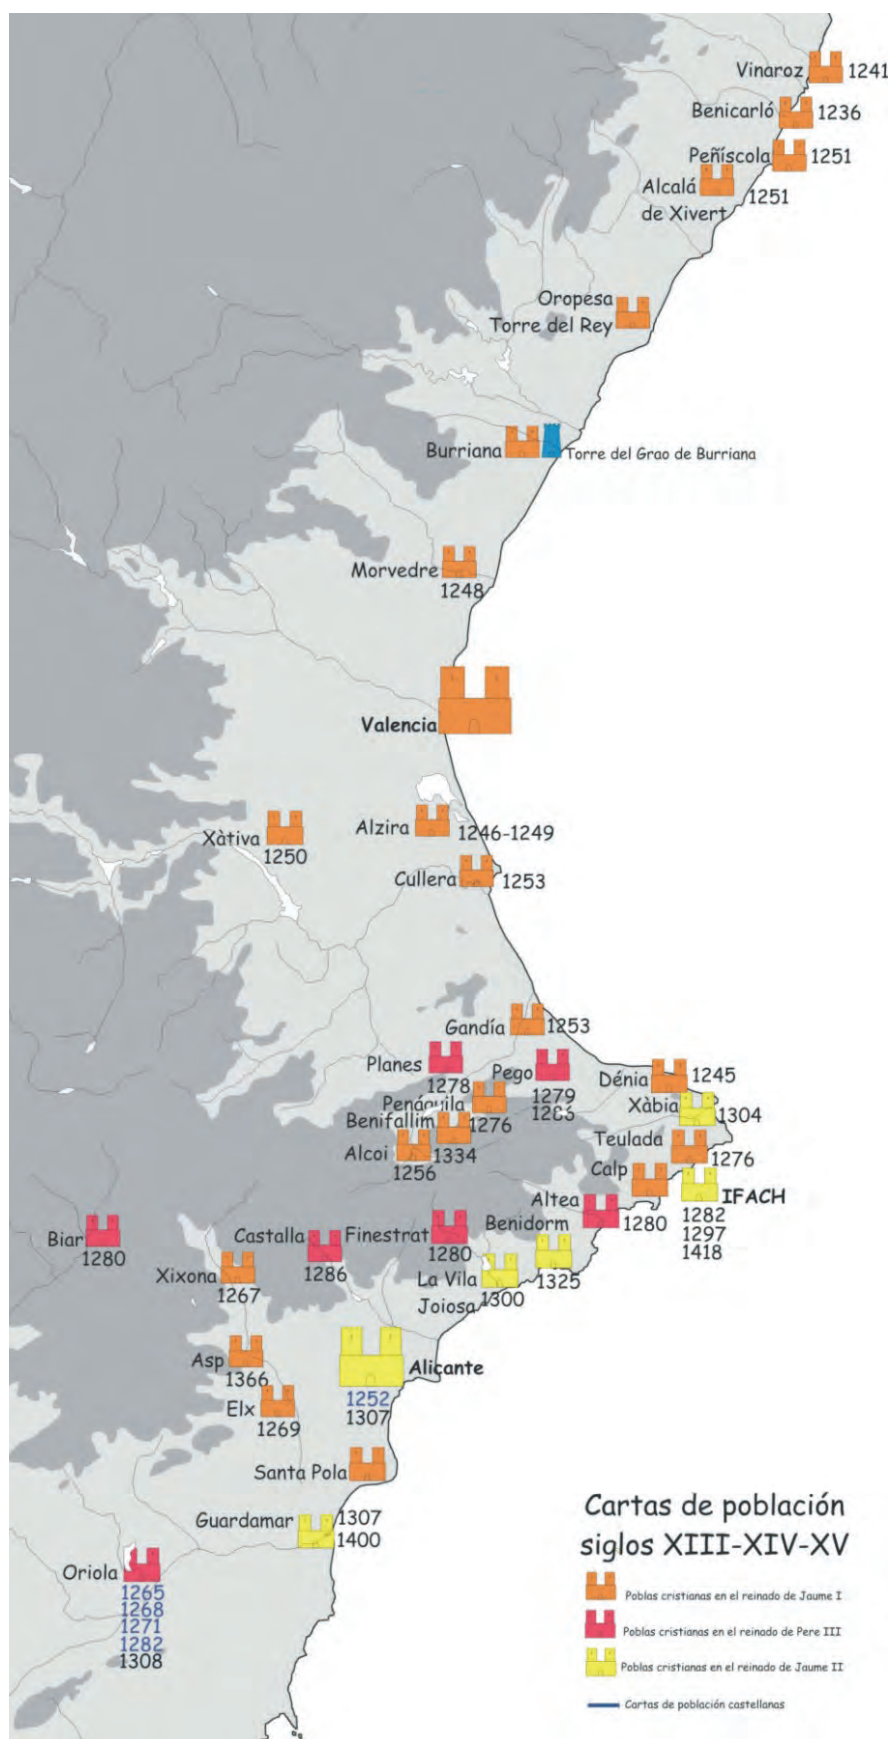 Vinaroz 1241
Benicarló 1236
Peñíscola 1251
Alcalá
de Xivert 1251
Oropesa
Torre del Rey
Burriana
Torre del Grao de Burriana
Morvedre
1248
Valencia
Xàtiva
1250
Alzira 1246-1249
Cullera 1253
Gandía 1253
Planes
1278
Pego
1279
1286
Dénia 1245
Xàbia 1304
Penáguila
1276
Benifallim
1334
Alcoi
1256
Teulada
1276
Calp
IFACH
1282
1297
1418
Altea
1280
Biar
1280
Castalla
1286
Finestrat
1280
Benidorm
1325
Xixona
1267
La Vila
Joiosa 1300
Asp
1366
Alicante
1252
1307
Elx
1269
Santa Pola
Guardamar 1307
1400
Oriola
1265
1268
1271
1282
1308
Cartas de población
siglos XIII-XIV-XV
Poblas cristianas en el reinado de Jaume I
Poblas cristianas en el reinado de Pere III
Poblas cristianas en el reinado de Jaume II
Cartas de población castellanas